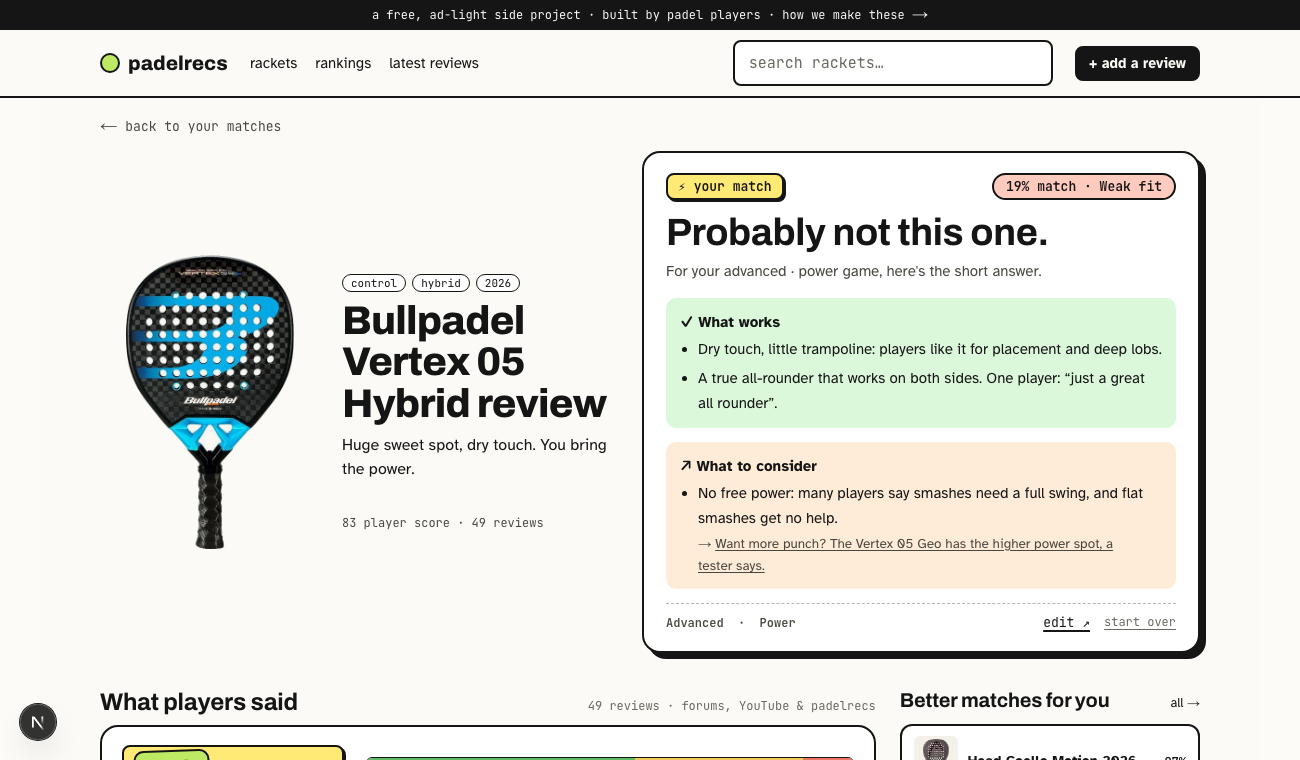 a free, ad-light side project · built by padel players · how we make these →
padelrecs
rackets
rankings
latest reviews
search rackets…
+ add a review
← back to your matches
control
hybrid
2026
Bullpadel
Vertex 05
Hybrid review
Huge sweet spot, dry touch. You bring
the power.
83 player score · 49 reviews
Bullpadel
⚡ your match
19% match · Weak fit
Probably not this one.
For your advanced · power game, here's the short answer.
✓ What works
• Dry touch, little trampoline: players like it for placement and deep lobs.
• A true all-rounder that works on both sides. One player: “just a great
all rounder”.
↗ What to consider
• No free power: many players say smashes need a full swing, and flat
smashes get no help.
→ Want more punch? The Vertex 05 Geo has the higher power spot, a
tester says.
Advanced · Power
edit ↗
start over
What players said
49 reviews · forums, YouTube & padelrecs
Better matches for you
all →
N